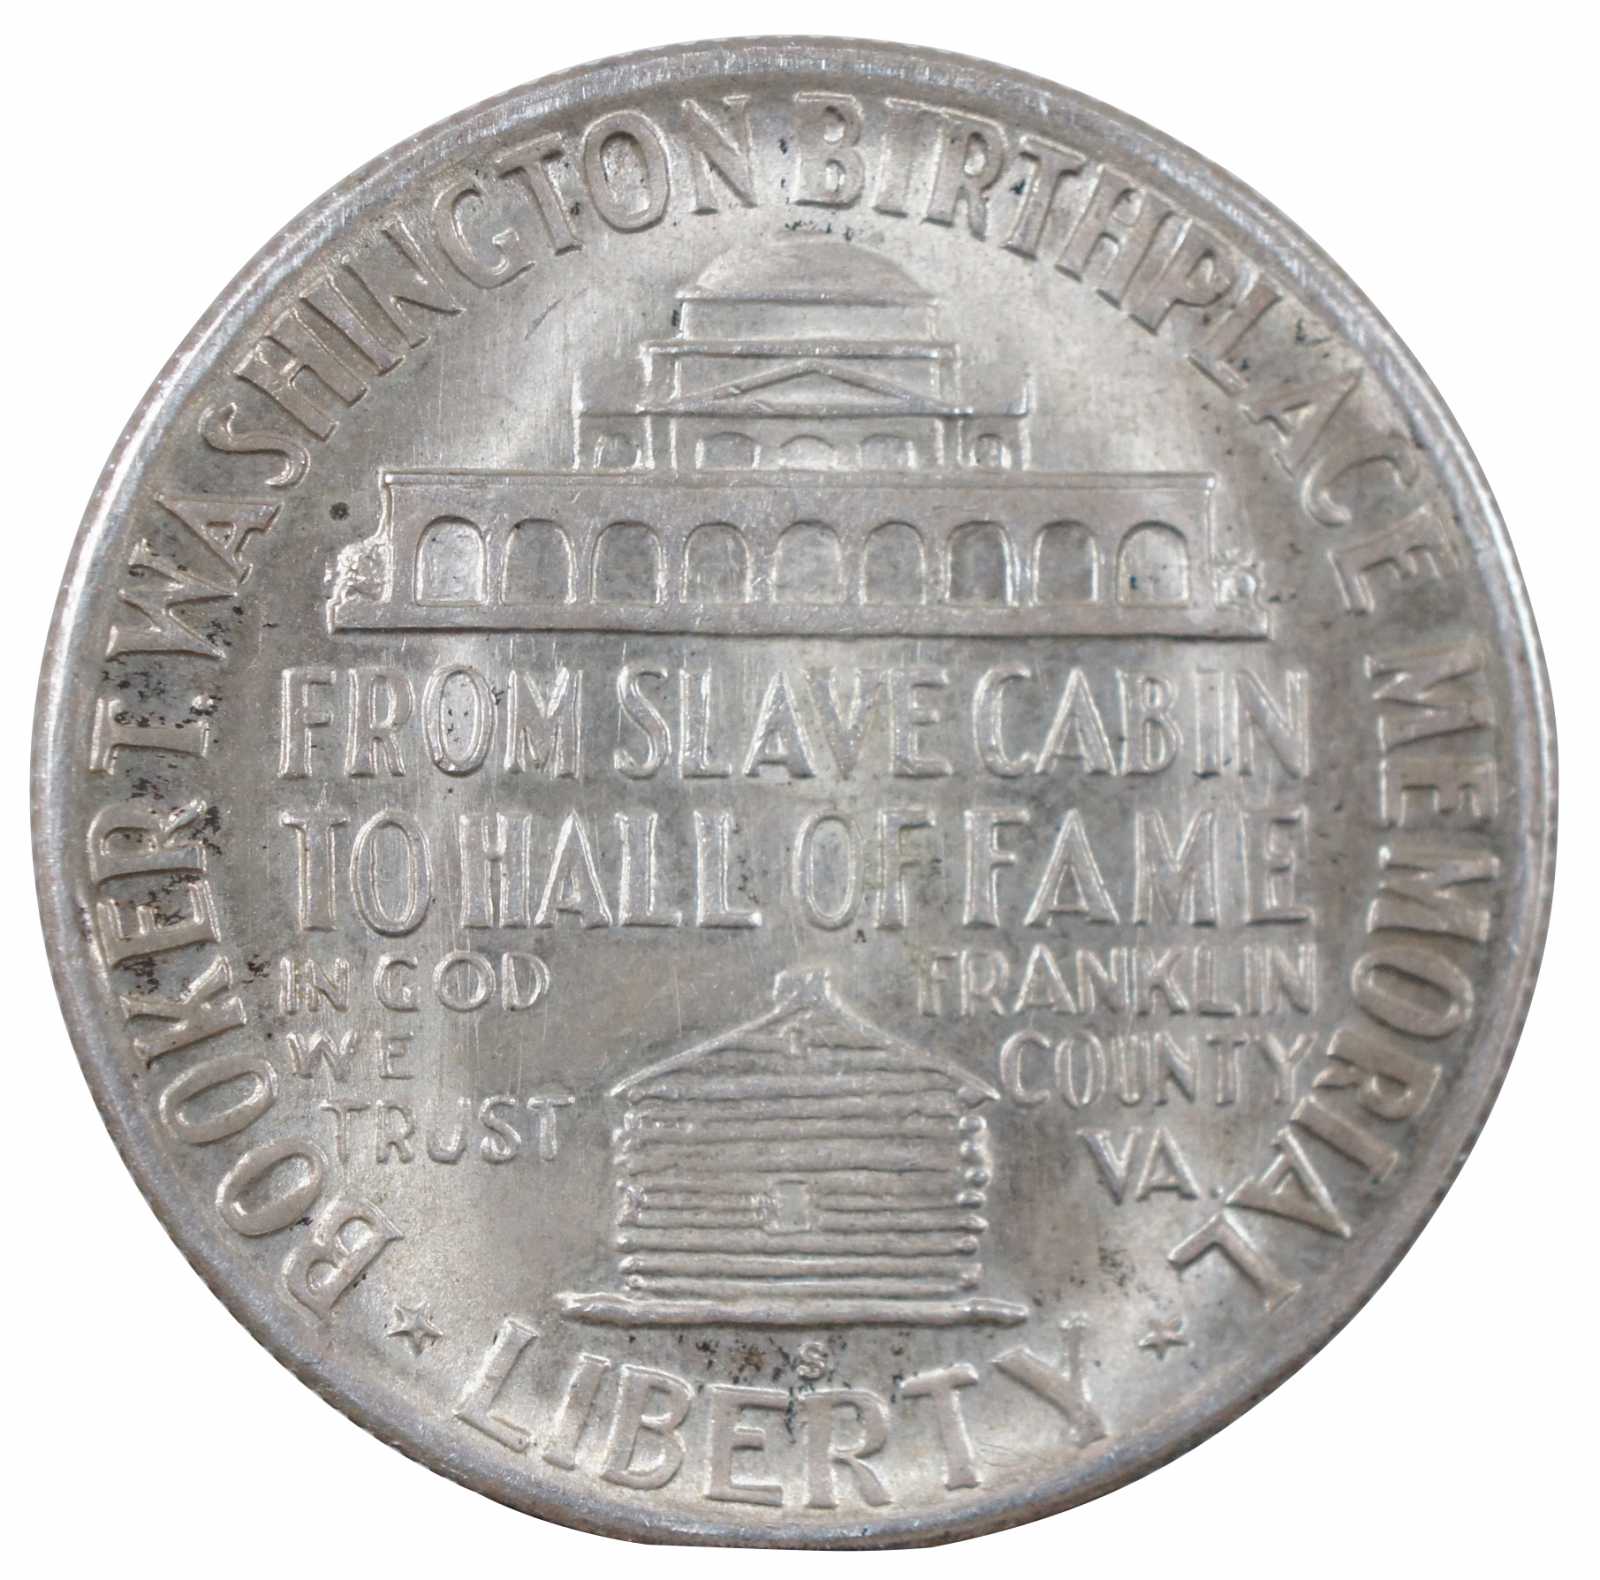 BOOKER T. WASHINGTON BIRTHPLACE MEMORIAL
FROM SLAVE CABIN
TO HALL OF FAME
IN GOD
WE
TRUST
FRANKLIN
COUNTY
VA.
S
LIBERTY